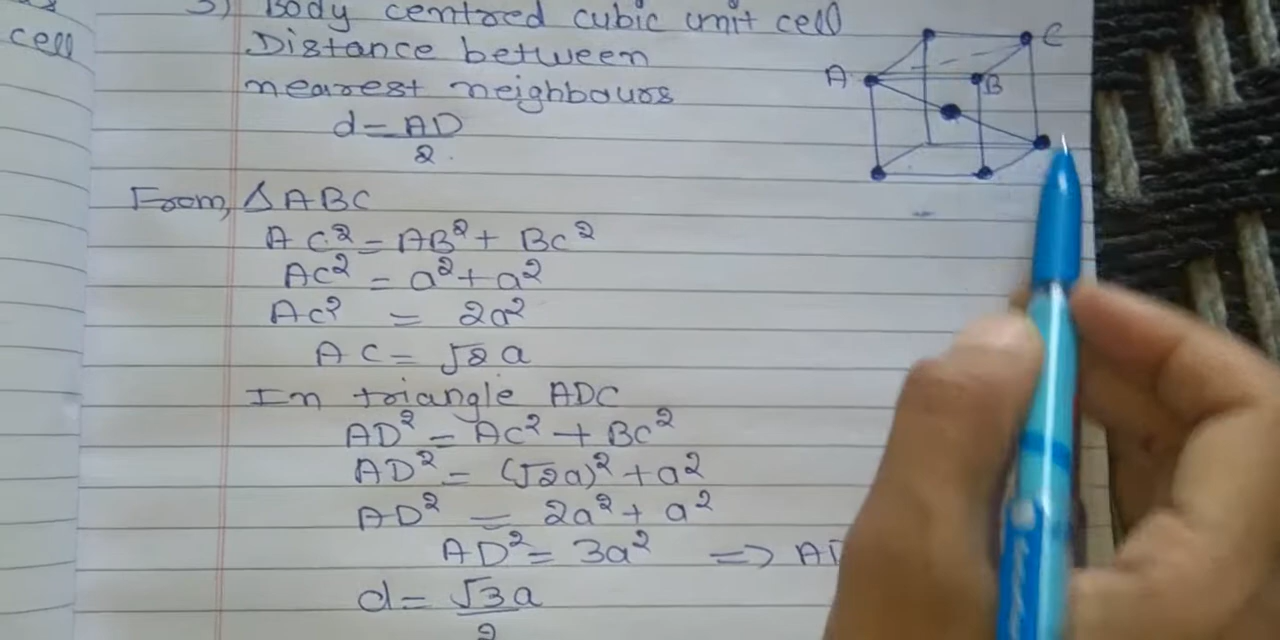 cell
3) Body centred cubic unit cell
Distance between
nearest neighbours
d = AD
2.
A
B
C
From, △ABC
AC² = AB² + BC²
AC² = a² + a²
AC² = 2a²
AC = √2 a
In triangle ADC
AD² = AC² + BC²
AD² = (√2a)² + a²
AD² = 2a² + a²
AD² = 3a² => AD
d = √3a
2